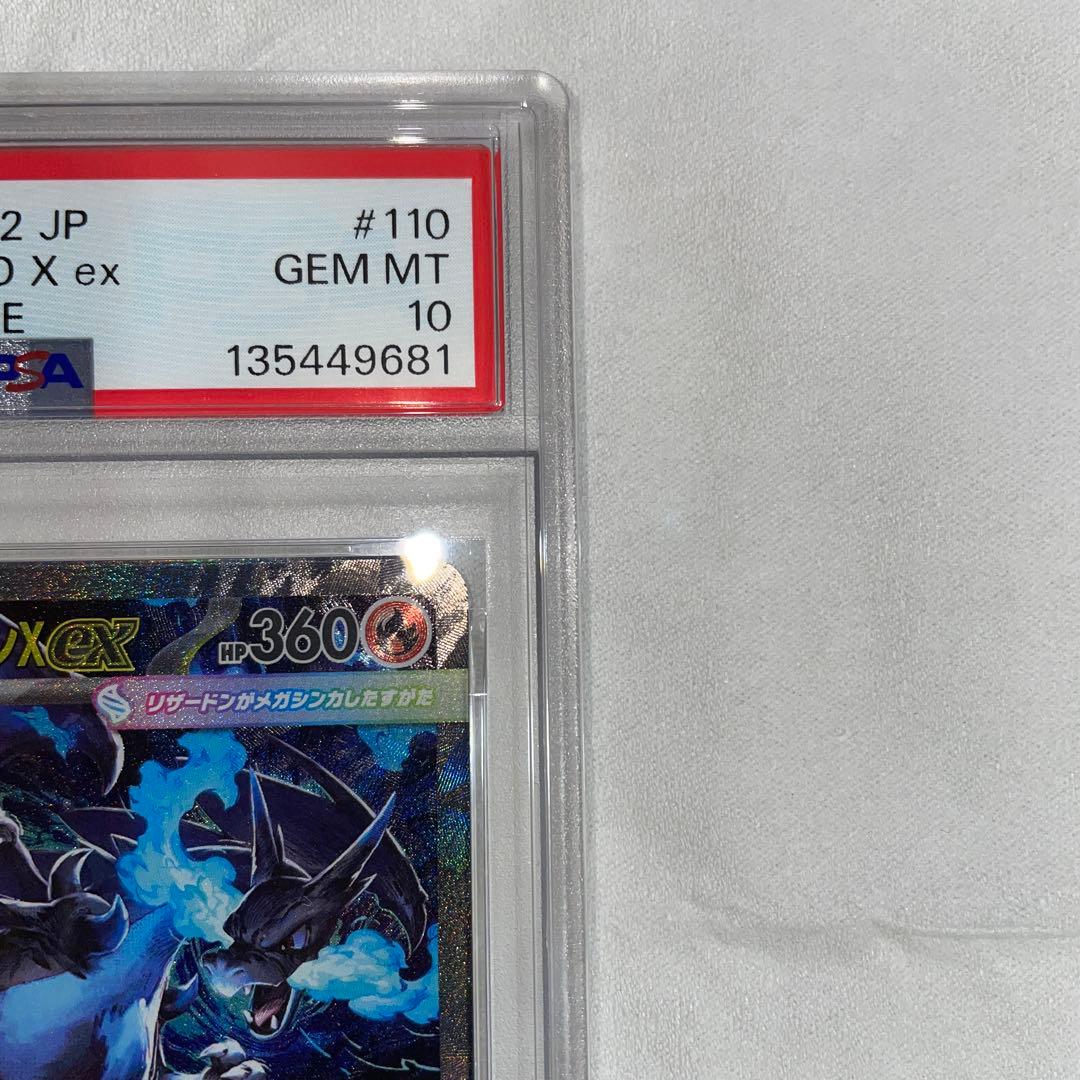 2 JP #110
X ex GEM MT
E 10
PSA 135449681
Xex HP360
リザードンがメガシンカしたすがた